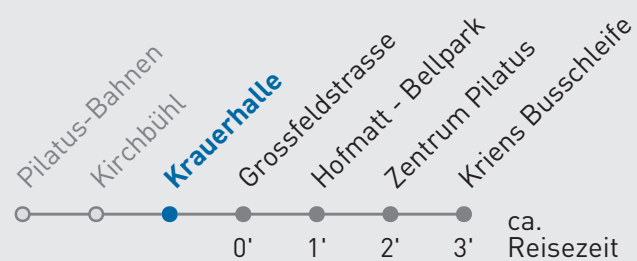 Pilatus-Bahnen
Kirchbühl
Krauerhalle
Grossfeldstrasse
Hofmatt - Bellpark
Zentrum Pilatus
Kriens Busschleife
0' 1' 2' 3' ca. Reisezeit